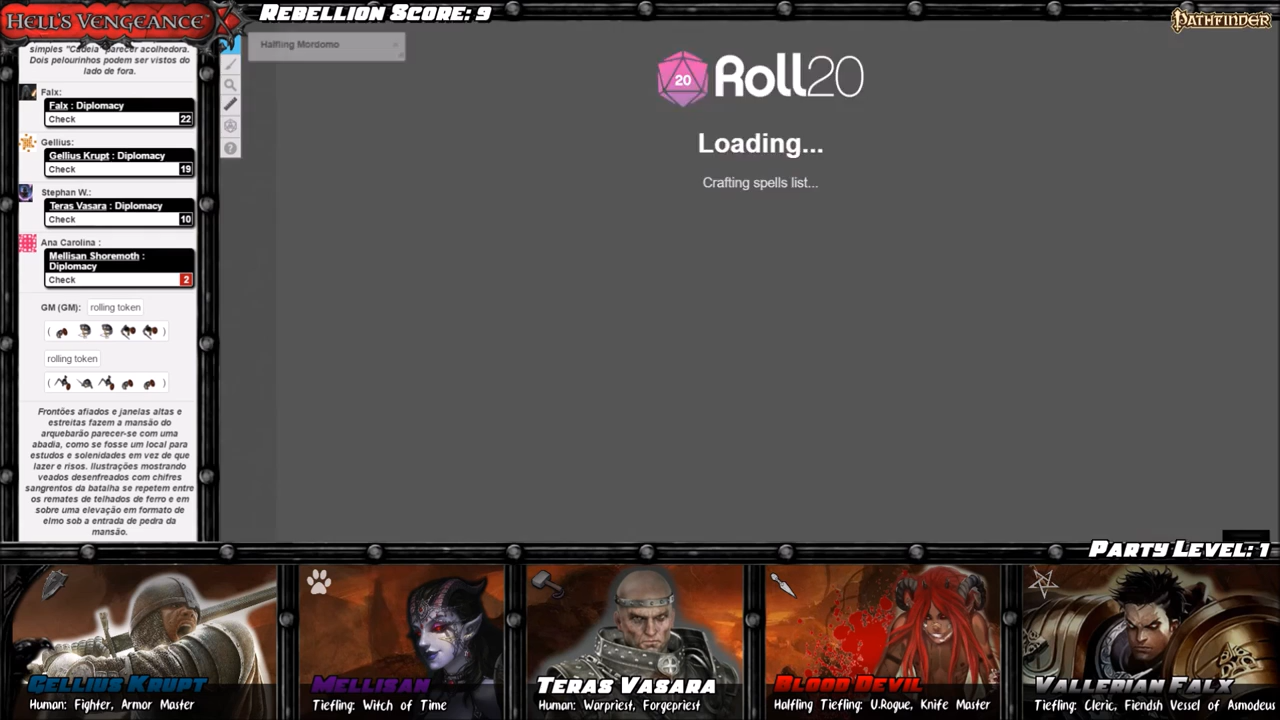 HELL'S VENGEANCE
REBELLION SCORE: 9
PATHFINDER
simples "Cadeia" parecer acolhedora.
Dois pelourinhos podem ser vistos do
lado de fora.
Falx:
Falx : Diplomacy
Check 22
Gellius:
Gellius Krupt : Diplomacy
Check 19
Stephan W.:
Teras Vasara : Diplomacy
Check 10
Ana Carolina :
Mellisan Shoremoth :
Diplomacy
Check 2
GM (GM): rolling token
( )
rolling token
( )
Frontões afiados e janelas altas e
estreitas fazem a mansão do
arquebarão parecer-se com uma
abadia, como se fosse um local para
estudos e solenidades em vez de que
lazer e risos. Ilustrações mostrando
veados desenfreados com chifres
sangrentos da batalha se repetem entre
os remates de telhados de ferro e em
sobre uma elevação em formato de
elmo sob a entrada de pedra da
mansão.
Halfling Mordomo ×
?
20 Roll20
Loading...
Crafting spells list...
PARTY LEVEL: 1
GELLIUS KRUPT
Human: Fighter, Armor Master
MELLISAN
Tiefling: Witch of Time
TERAS VASARA
Human: Warpriest, Forgepriest
BLOOD DEVIL
Halfling Tiefling: U.Rogue, Knife Master
VALLERIAN FALX
Tiefling: Cleric, Fiendsh Vessel of Asmodeus